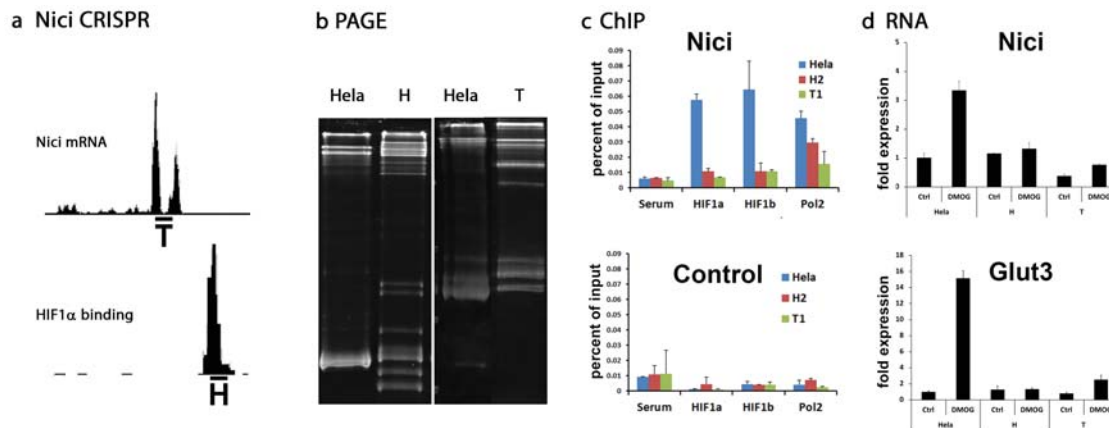 a Nici CRISPR
Nici mRNA
T
HIF1α binding
H
b PAGE
Hela H Hela T
c ChIP
Nici
percent of input
0.09
0.08
0.07
0.06
0.05
0.04
0.03
0.02
0.01
0
Hela
H2
T1
Serum HIF1a HIF1b Pol2
Control
percent of input
0.09
0.08
0.07
0.06
0.05
0.04
0.03
0.02
0.01
0
Hela
H2
T1
Serum HIF1a HIF1b Pol2
d RNA
Nici
fold expression
5
4
3
2
1
0
Ctrl DMOG Ctrl DMOG Ctrl DMOG
Hela H T
Glut3
fold expression
18
16
14
12
10
8
6
4
2
0
Ctrl DMOG Ctrl DMOG Ctrl DMOG
Hela H T